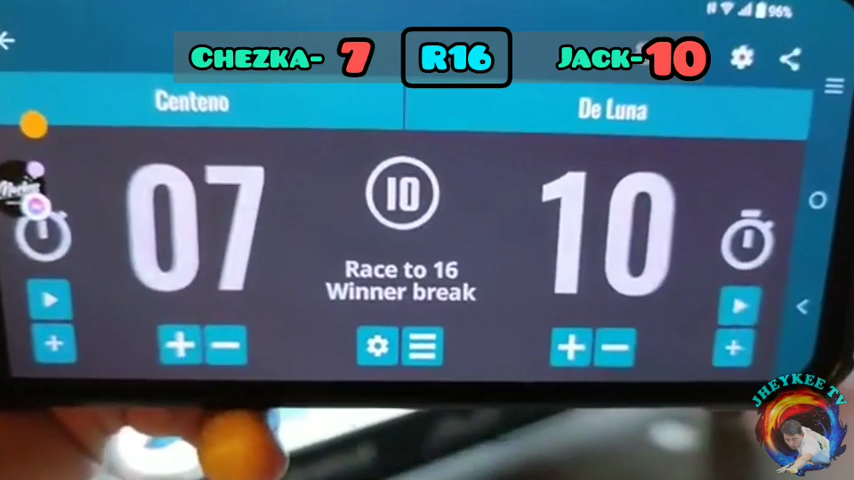 96%
Chezka- 7 R16 Jack- 10
Centeno De Luna
07 10 10
Race to 16
Winner break
JHEYKEE TV